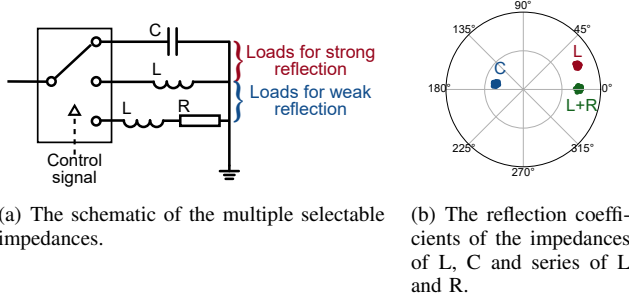 C
L
L
R
Control
signal
Loads for strong
reflection
Loads for weak
reflection
90°
135°
45°
L
C
180°
0°
L+R
225°
315°
270°
(a) The schematic of the multiple selectable
impedances.
(b) The reflection coeffi-
cients of the impedances
of L, C and series of L
and R.